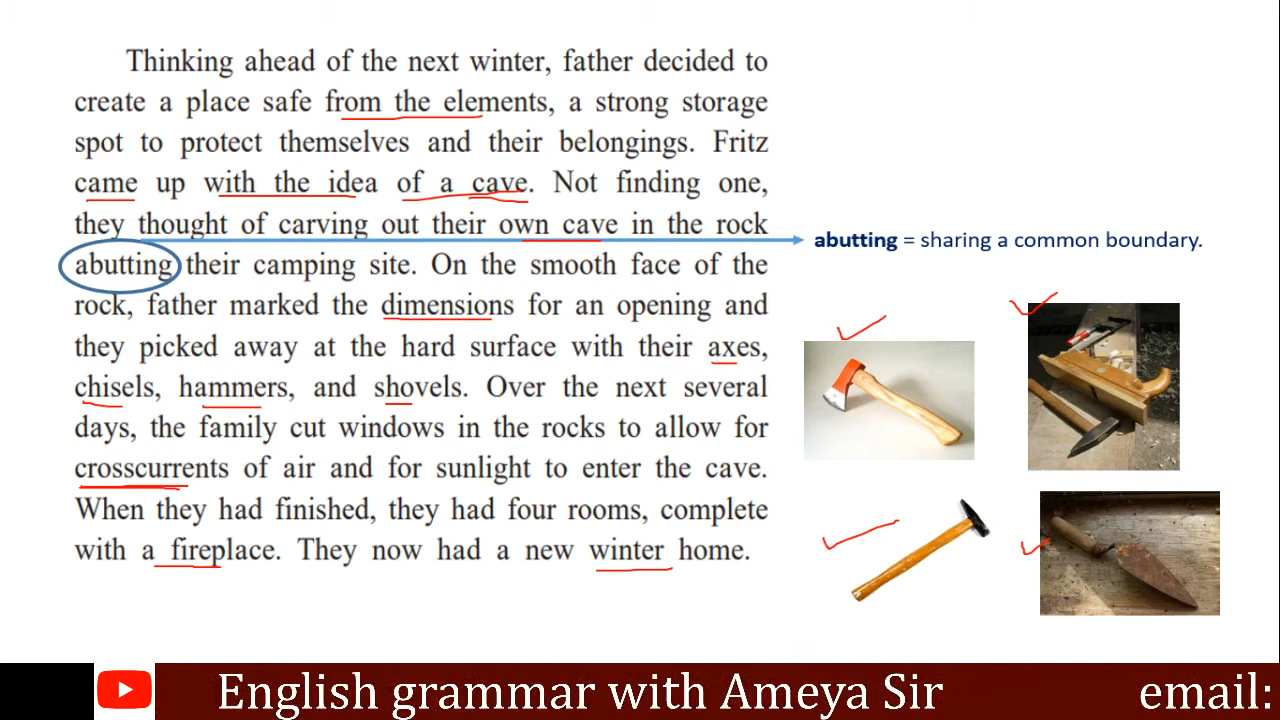 Thinking ahead of the next winter, father decided to
create a place safe from the elements, a strong storage
spot to protect themselves and their belongings. Fritz
came up with the idea of a cave. Not finding one,
they thought of carving out their own cave in the rock
abutting their camping site. On the smooth face of the
rock, father marked the dimensions for an opening and
they picked away at the hard surface with their axes,
chisels, hammers, and shovels. Over the next several
days, the family cut windows in the rocks to allow for
crosscurrents of air and for sunlight to enter the cave.
When they had finished, they had four rooms, complete
with a fireplace. They now had a new winter home.
abutting = sharing a common boundary.
English grammar with Ameya Sir
email: